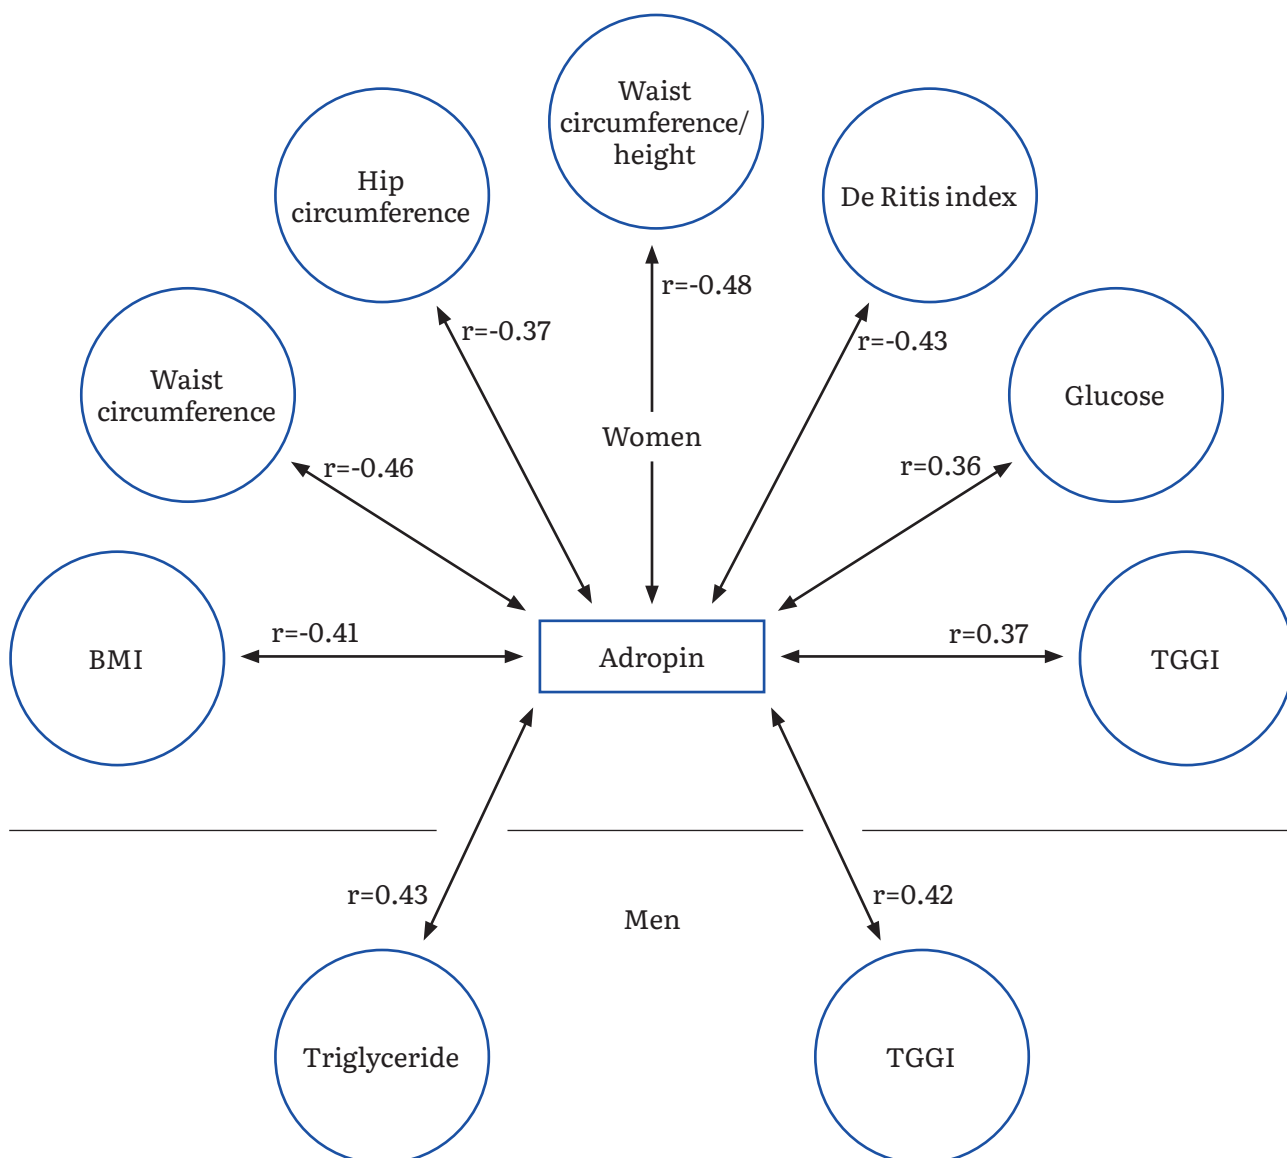 Waist
circumference/
height
Hip
circumference
De Ritis index
r=-0.48
r=-0.37
r=-0.43
Waist
circumference
Glucose
Women
r=-0.46
r=0.36
BMI
r=-0.41
Adropin
r=0.37
TGGI
r=0.43
Men
r=0.42
Triglyceride
TGGI